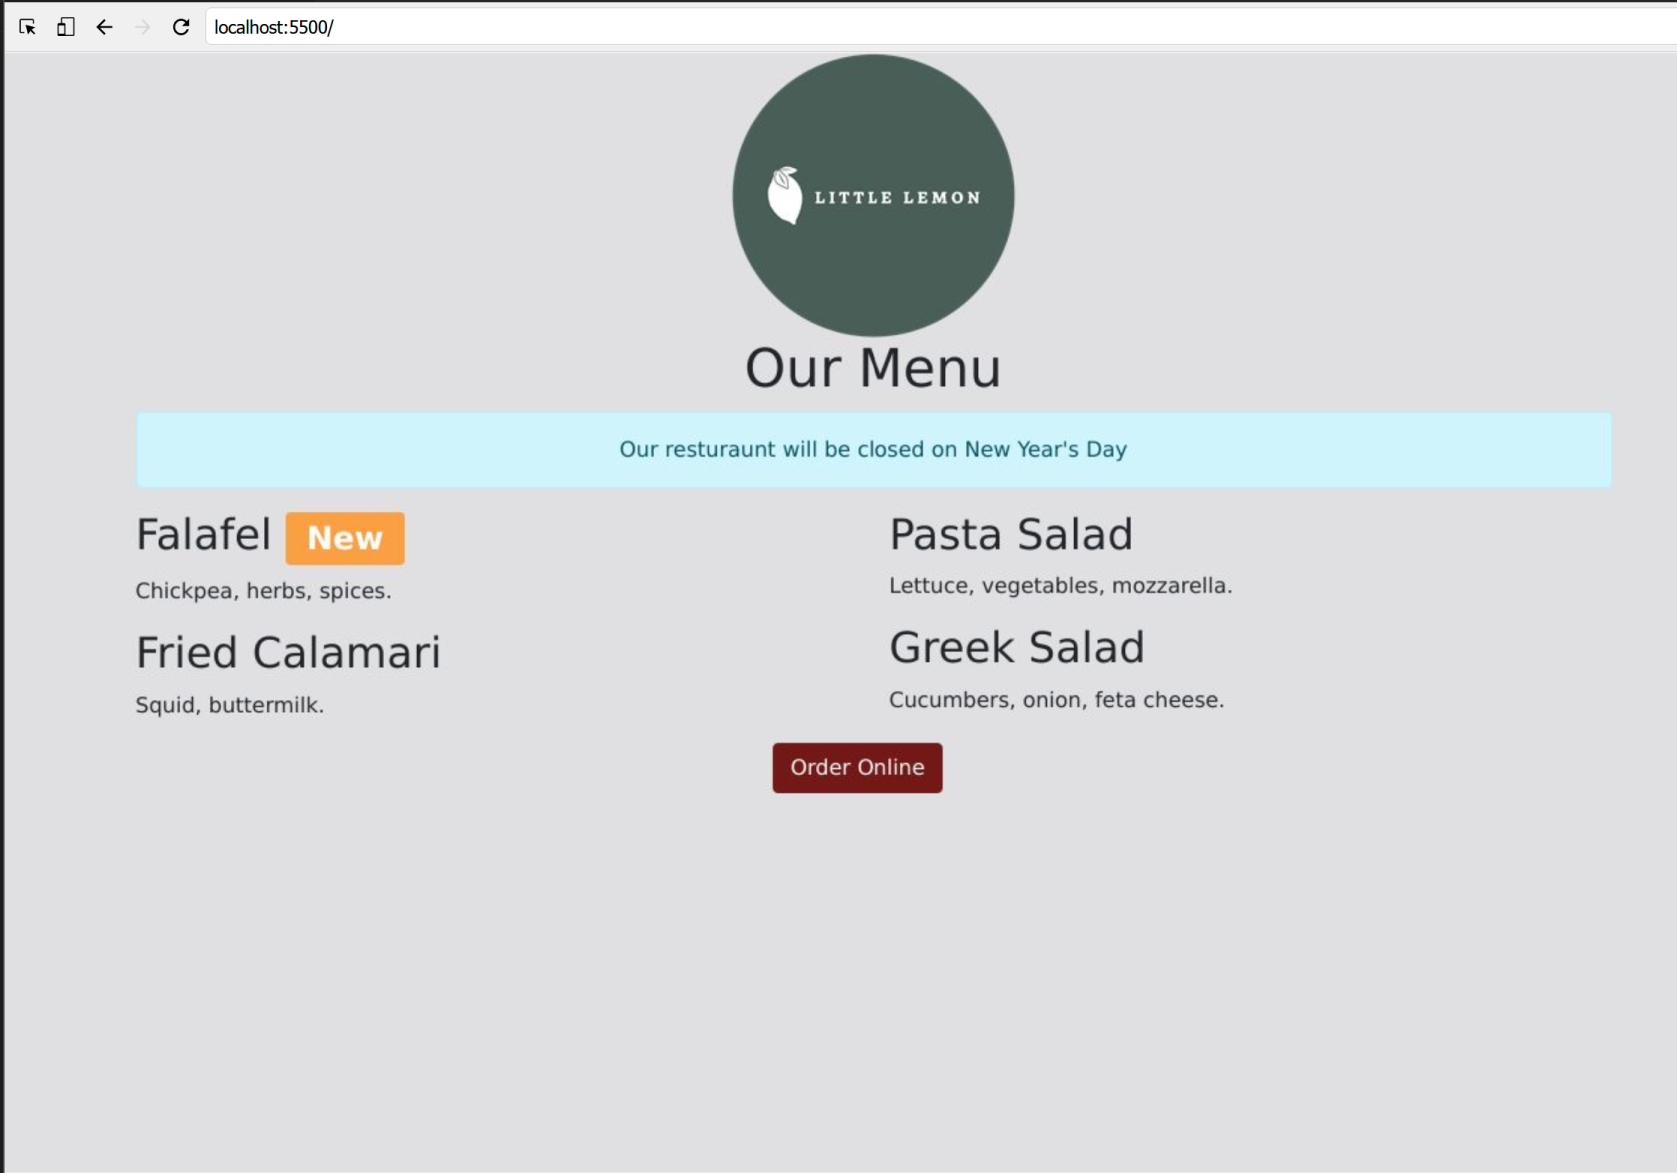 localhost:5500/
LITTLE LEMON
Our Menu
Our resturaunt will be closed on New Year's Day
Falafel New
Chickpea, herbs, spices.
Fried Calamari
Squid, buttermilk.
Pasta Salad
Lettuce, vegetables, mozzarella.
Greek Salad
Cucumbers, onion, feta cheese.
Order Online